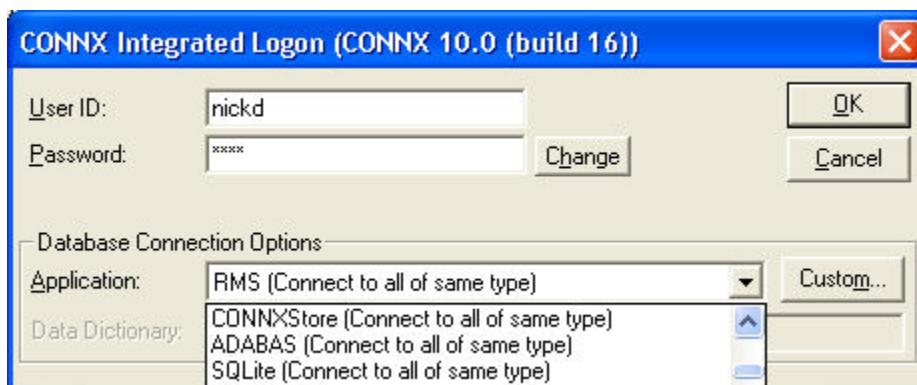 CONNX Integrated Logon (CONNX 10.0 (build 16))
User ID: nickd OK
Password: **** Change Cancel
Database Connection Options
Application: RMS (Connect to all of same type) Custom...
Data Dictionary: CONNXStore (Connect to all of same type)
ADABAS (Connect to all of same type)
SQLite (Connect to all of same type)